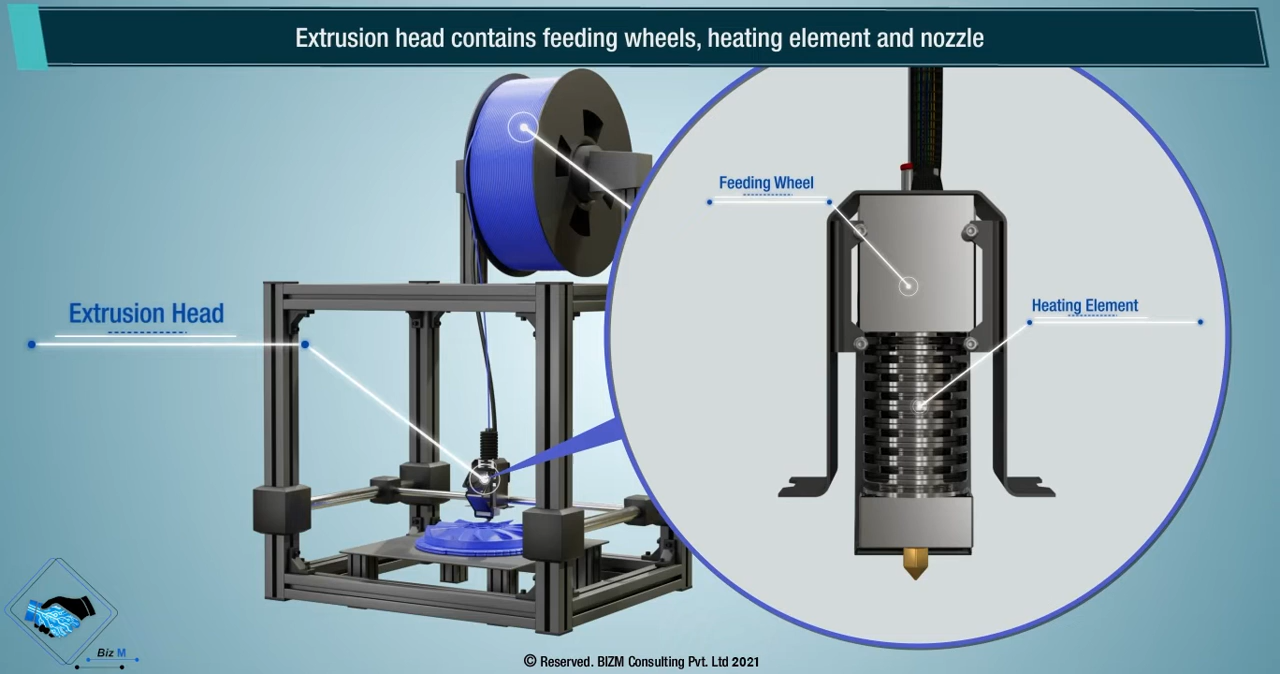 Extrusion head contains feeding wheels, heating element and nozzle
Feeding Wheel
Heating Element
Extrusion Head
Biz M
© Reserved. BIZM Consulting Pvt. Ltd 2021